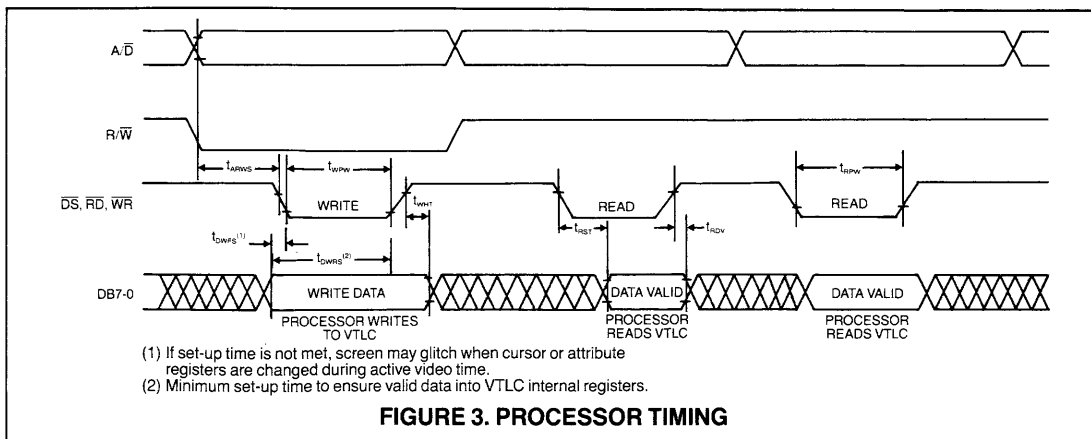 A/D̅
R/W̅
tARWS
tWPW
D̅S̅, R̅D̅, W̅R̅
WRITE
tWHT
READ
tRST
tRDV
tRPW
READ
tDWFS(1)
tDWRS(2)
DB7-0
WRITE DATA
DATA VALID
DATA VALID
PROCESSOR WRITES
TO VTLC
PROCESSOR
READS VTLC
PROCESSOR
READS VTLC
(1) If set-up time is not met, screen may glitch when cursor or attribute
registers are changed during active video time.
(2) Minimum set-up time to ensure valid data into VTLC internal registers.
FIGURE 3. PROCESSOR TIMING